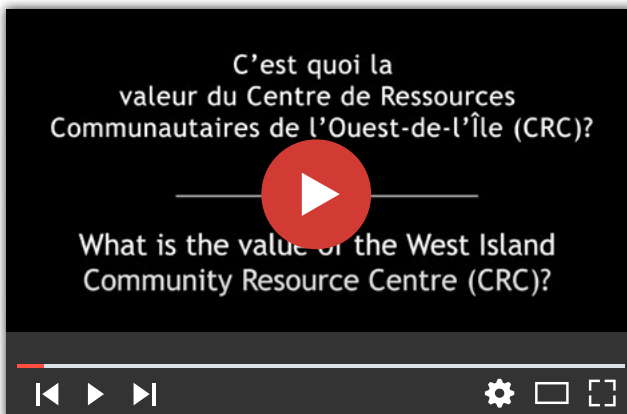 C'est quoi la
valeur du Centre de Ressources
Communautaires de l'Ouest-de-l'Île (CRC)?
What is the value of the West Island
Community Resource Centre (CRC)?